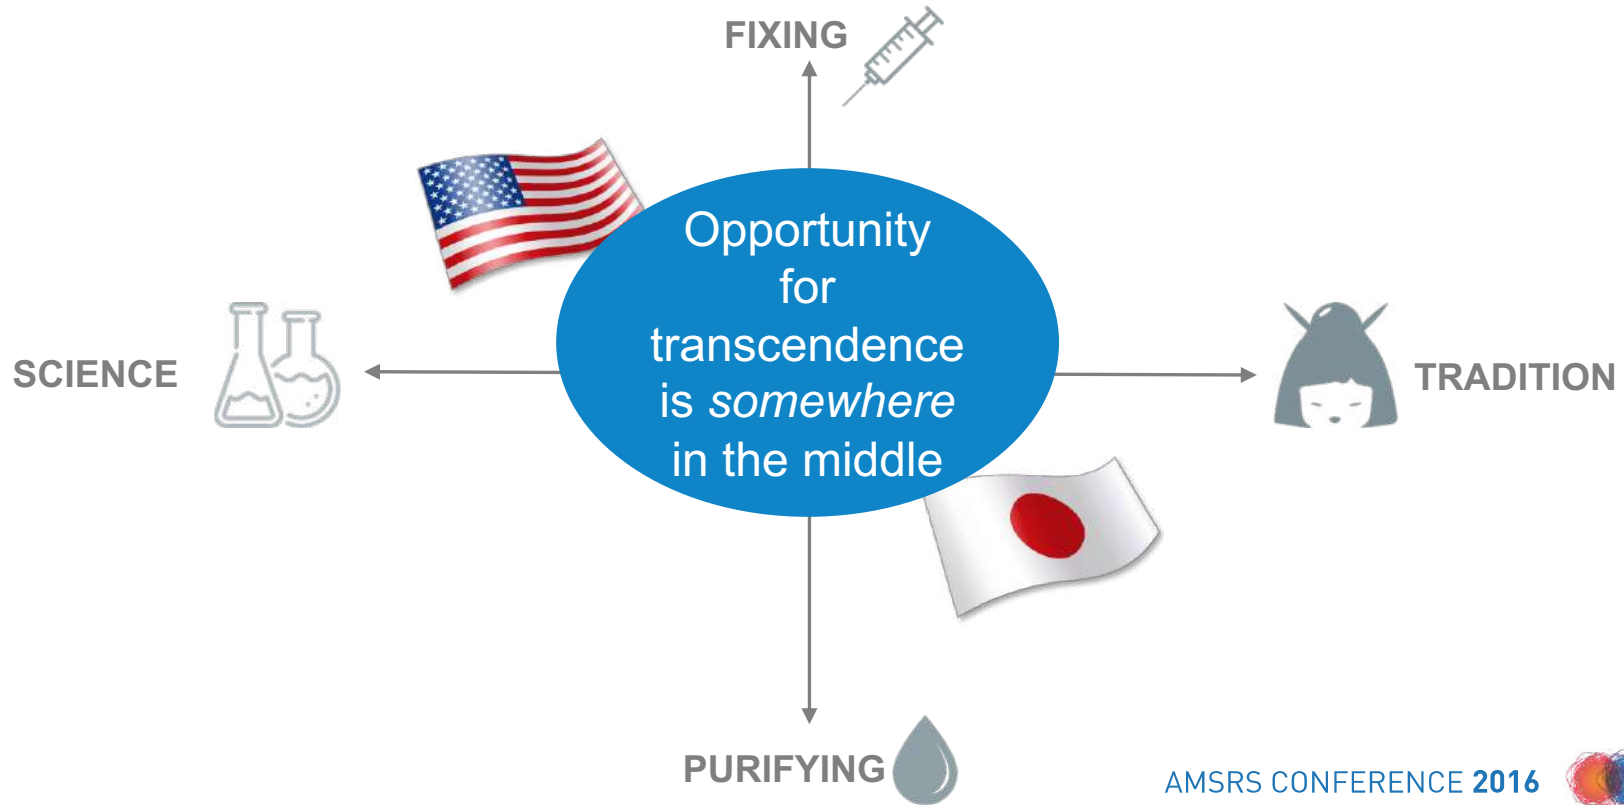 FIXING
Opportunity
for
transcendence
is somewhere
in the middle
SCIENCE
TRADITION
PURIFYING
AMSRS CONFERENCE 2016